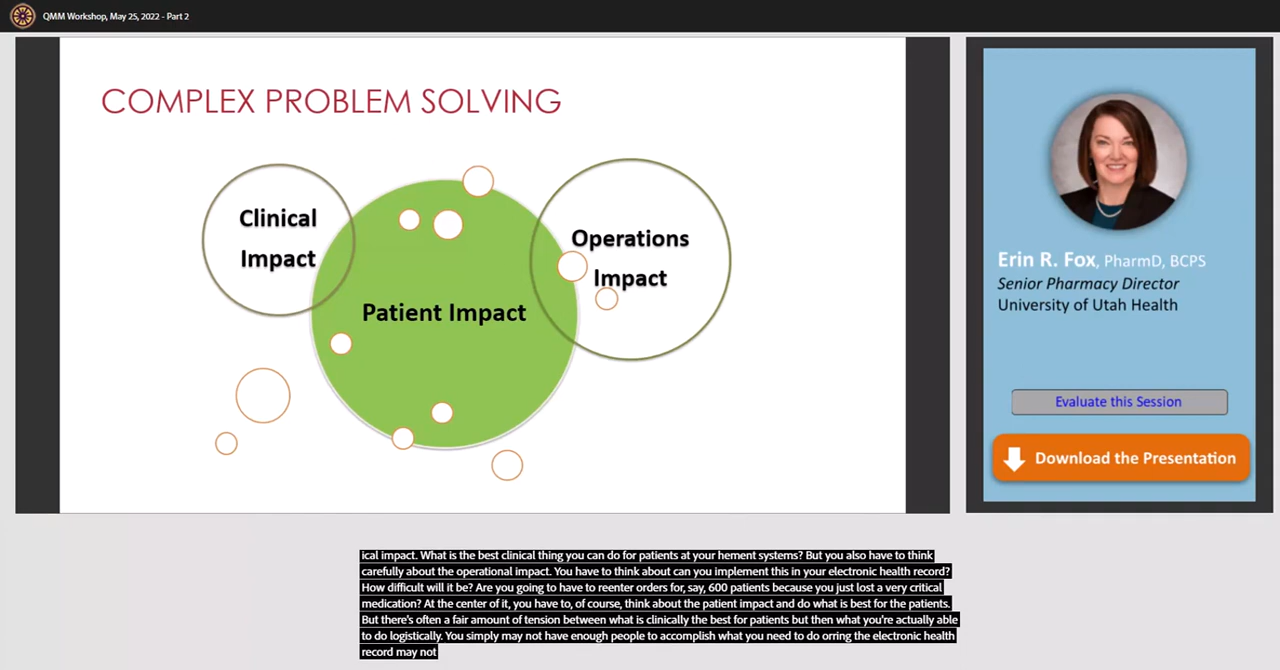 QMM Workshop, May 25, 2022 - Part 2
COMPLEX PROBLEM SOLVING
Clinical
Impact
Operations
Impact
Patient Impact
Erin R. Fox, PharmD, BCPS
Senior Pharmacy Director
University of Utah Health
Evaluate this Session
Download the Presentation
ical impact. What is the best clinical thing you can do for patients at your hement systems? But you also have to think
carefully about the operational impact. You have to think about can you implement this in your electronic health record?
How difficult will it be? Are you going to have to reenter orders for, say, 600 patients because you just lost a very critical
medication? At the center of it, you have to, of course, think about the patient impact and do what is best for the patients.
But there's often a fair amount of tension between what is clinically the best for patients but then what you're actually able
to do logistically. You simply may not have enough people to accomplish what you need to do orring the electronic health
record may not